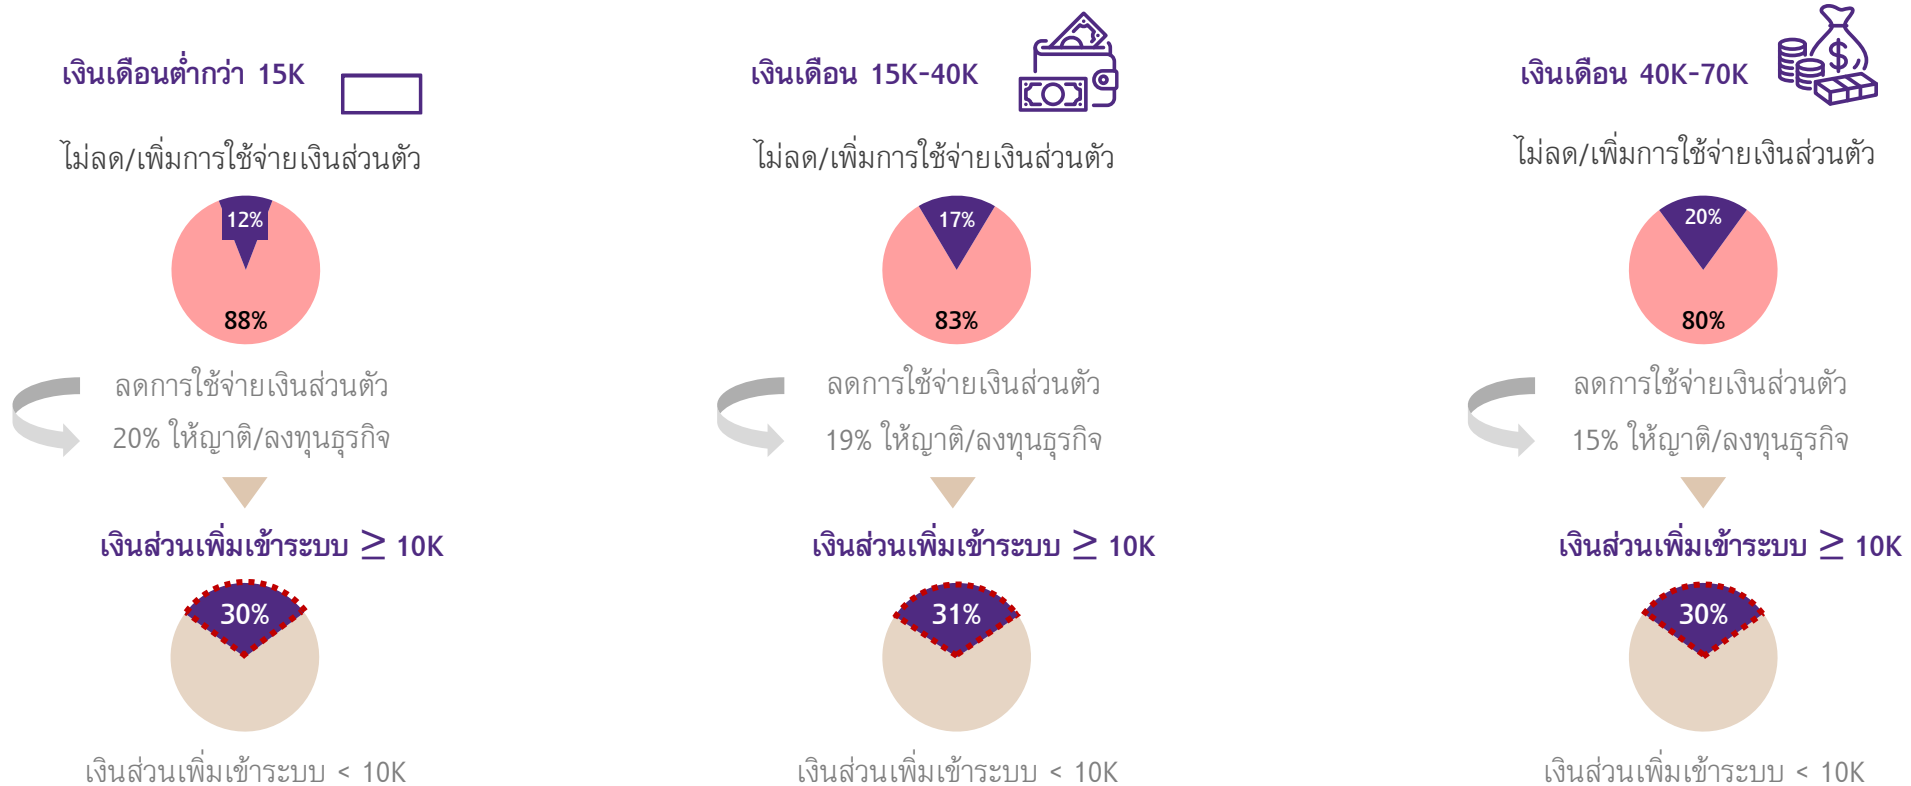 เงินเดือนต่ำกว่า 15K
ไม่ลด/เพิ่มการใช้จ่ายเงินส่วนตัว
12%
88%
ลดการใช้จ่ายเงินส่วนตัว
20% ให้ญาติ/ลงทุนธุรกิจ
เงินส่วนเพิ่มเข้าระบบ ≥ 10K
30%
เงินส่วนเพิ่มเข้าระบบ < 10K
เงินเดือน 15K-40K
ไม่ลด/เพิ่มการใช้จ่ายเงินส่วนตัว
17%
83%
ลดการใช้จ่ายเงินส่วนตัว
19% ให้ญาติ/ลงทุนธุรกิจ
เงินส่วนเพิ่มเข้าระบบ ≥ 10K
31%
เงินส่วนเพิ่มเข้าระบบ < 10K
เงินเดือน 40K-70K
$
ไม่ลด/เพิ่มการใช้จ่ายเงินส่วนตัว
20%
80%
ลดการใช้จ่ายเงินส่วนตัว
15% ให้ญาติ/ลงทุนธุรกิจ
เงินส่วนเพิ่มเข้าระบบ ≥ 10K
30%
เงินส่วนเพิ่มเข้าระบบ < 10K